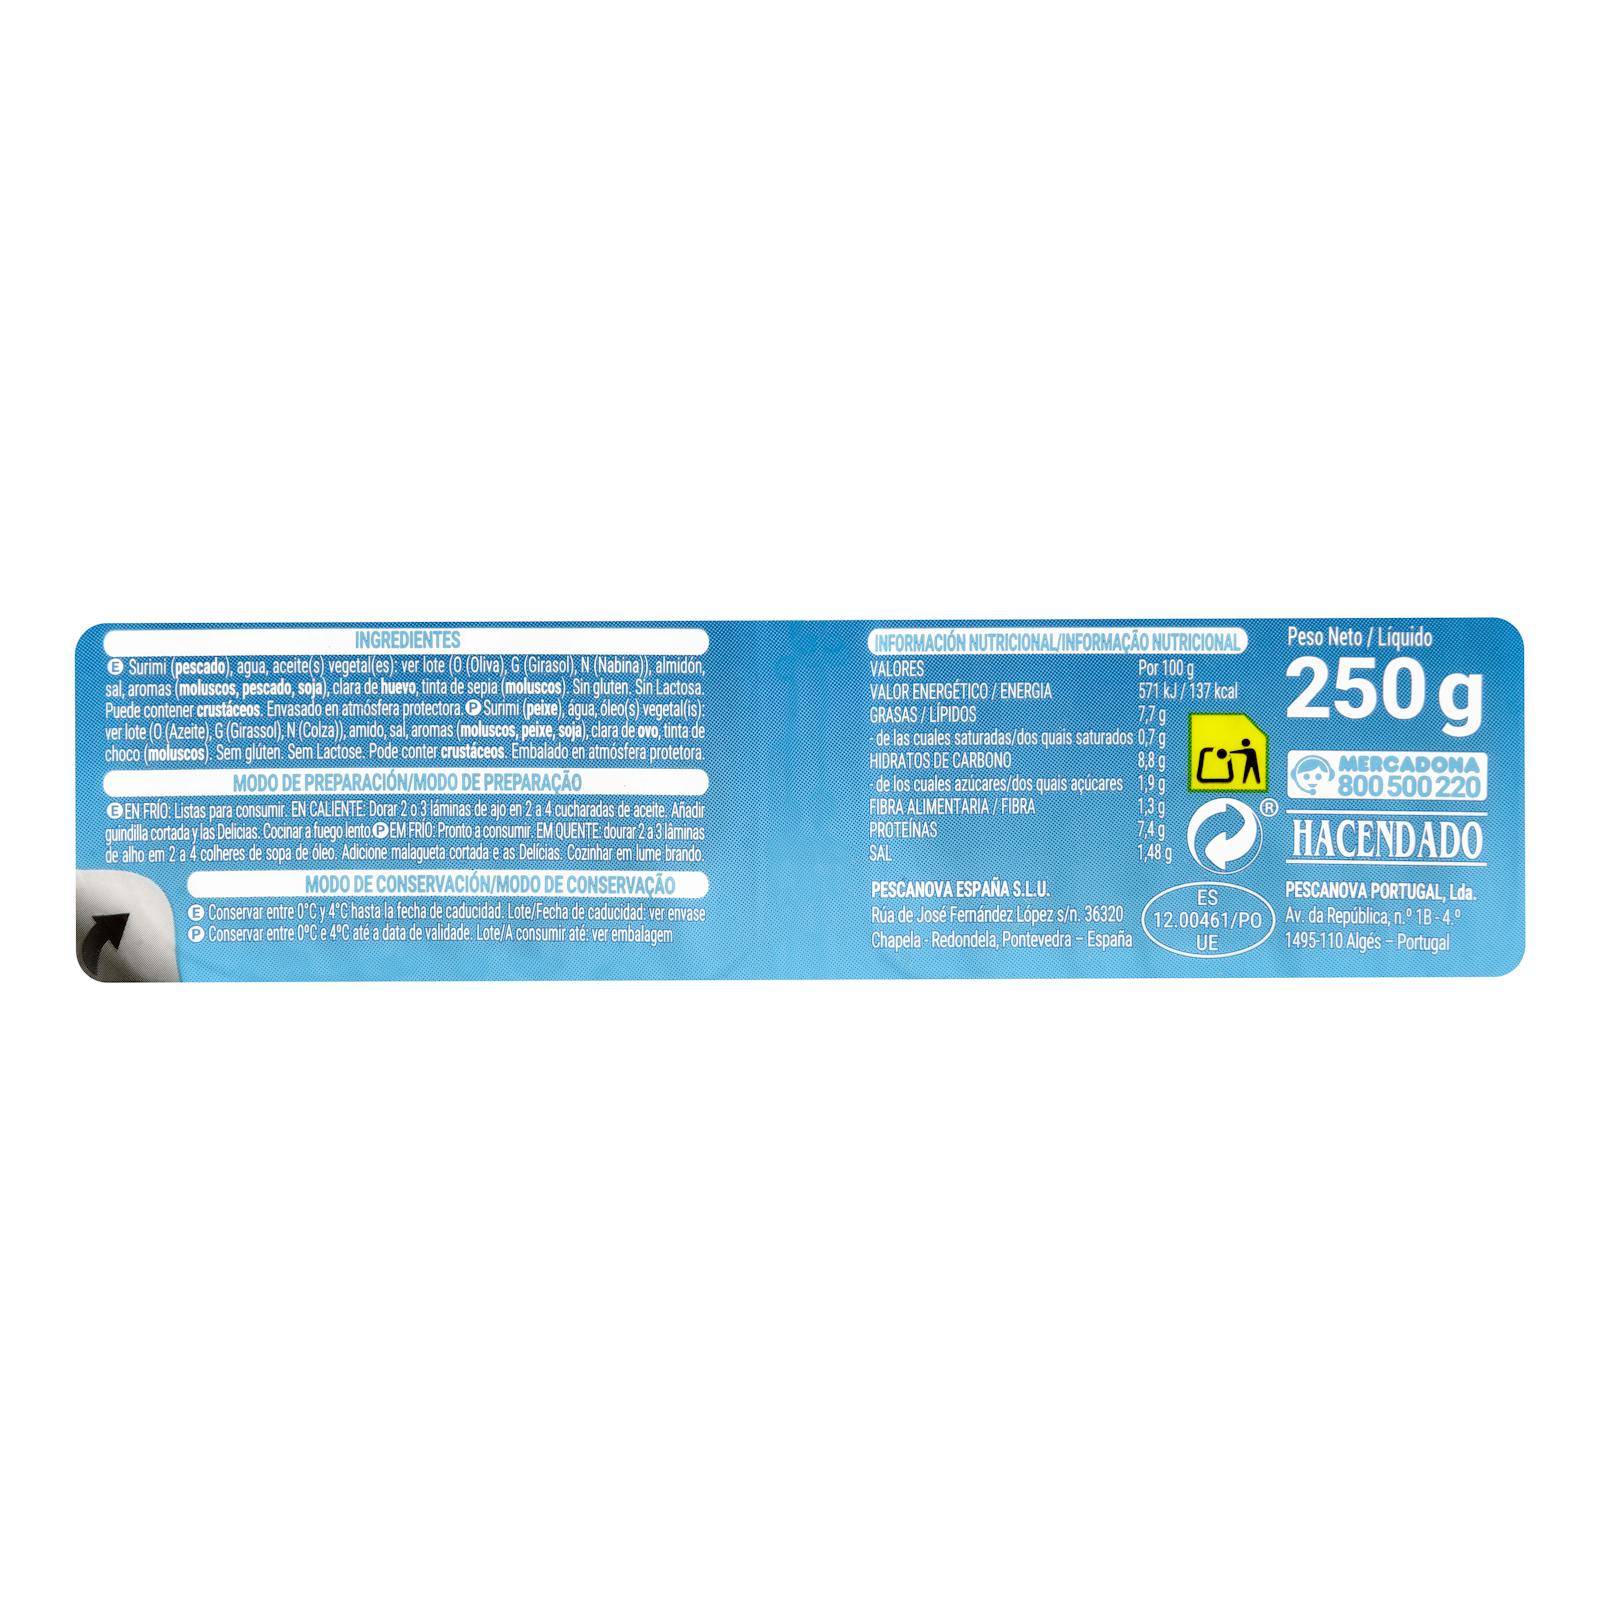 INGREDIENTES
E Surimi (pescado), agua, aceite(s) vegetal(es): ver lote (O (Oliva), G (Girasol), N (Nabina)), almidón,
sal, aromas (moluscos, pescado, soja), clara de huevo, tinta de sepia (moluscos). Sin gluten. Sin Lactosa.
Puede contener crustáceos. Envasado en atmósfera protectora. P Surimi (peixe), água, óleo(s) vegetal(is):
ver lote (O (Azeite), G (Girassol), N (Colza)), amido, sal, aromas (moluscos, peixe, soja), clara de ovo, tinta de
choco (moluscos). Sem glúten. Sem Lactose. Pode conter crustáceos. Embalado en atmósfera protetora.
MODO DE PREPARACIÓN/MODO DE PREPARAÇÃO
E EN FRÍO: Listas para consumir. EN CALIENTE: Dorar 2 o 3 láminas de ajo en 2 a 4 cucharadas de aceite. Añadir
guindilla cortada y las Delicias. Cocinar a fuego lento P EM FRÍO: Pronto a consumir. EM QUENTE: dourar 2 a 3 lâminas
de alho em 2 a 4 colheres de sopa de óleo. Adicione malagueta cortada e as Delícias. Cozinhar em lume brando.
MODO DE CONSERVACIÓN/MODO DE CONSERVAÇÃO
E Conservar entre 0°C y 4°C hasta la fecha de caducidad. Lote/Fecha de caducidad: ver envase
P Conservar entre 0ºC e 4ºC até a data de validade. Lote/A consumir até: ver embalagem
INFORMACIÓN NUTRICIONAL/INFORMAÇÃO NUTRICIONAL
VALORES Por 100 g
VALOR ENERGÉTICO / ENERGIA 571 kJ / 137 kcal
GRASAS / LÍPIDOS 7,7 g
- de las cuales saturadas/dos quais saturados 0,7 g
HIDRATOS DE CARBONO 8,8 g
- de los cuales azúcares/dos quais açúcares 1,9 g
FIBRA ALIMENTARIA / FIBRA 1,3 g
PROTEÍNAS 7,4 g
SAL 1,48 g
PESCANOVA ESPAÑA S.L.U.
Rúa de José Fernández López s/n. 36320
Chapela - Redondela, Pontevedra – España
®
ES
12.00461/PO
UE
Peso Neto / Líquido
250 g
MERCADONA
800 500 220
HACENDADO
PESCANOVA PORTUGAL, Lda.
Av. da República, n.º 1B - 4.º
1495-110 Algés – Portugal